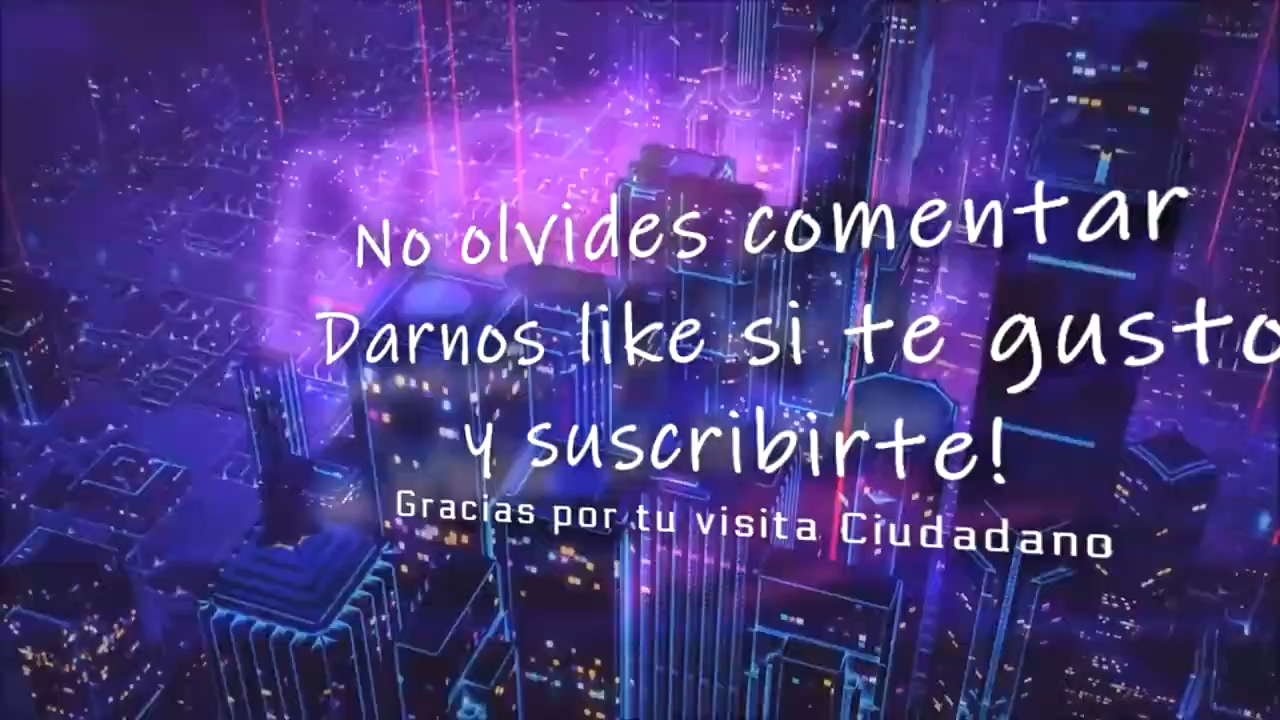 No olvides comentar
Darnos like si te gusto
y suscribirte!
Gracias por tu visita Ciudadano